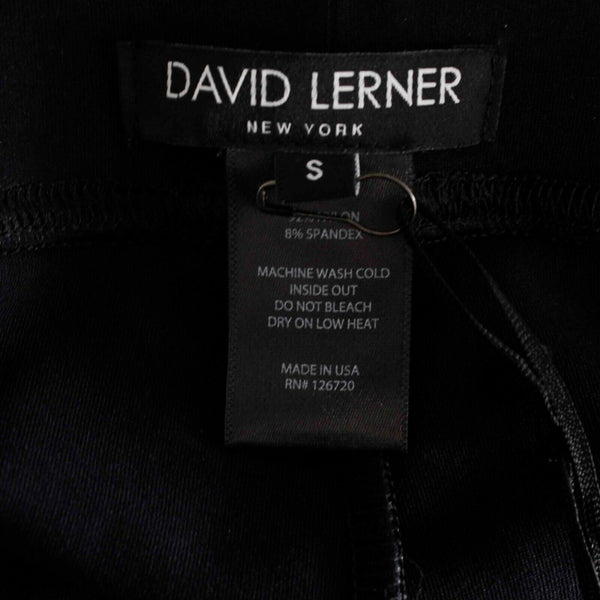 DAVID LERNER
NEW YORK
S
8% SPANDEX
MACHINE WASH COLD
INSIDE OUT
DO NOT BLEACH
DRY ON LOW HEAT
MADE IN USA
RN# 126720